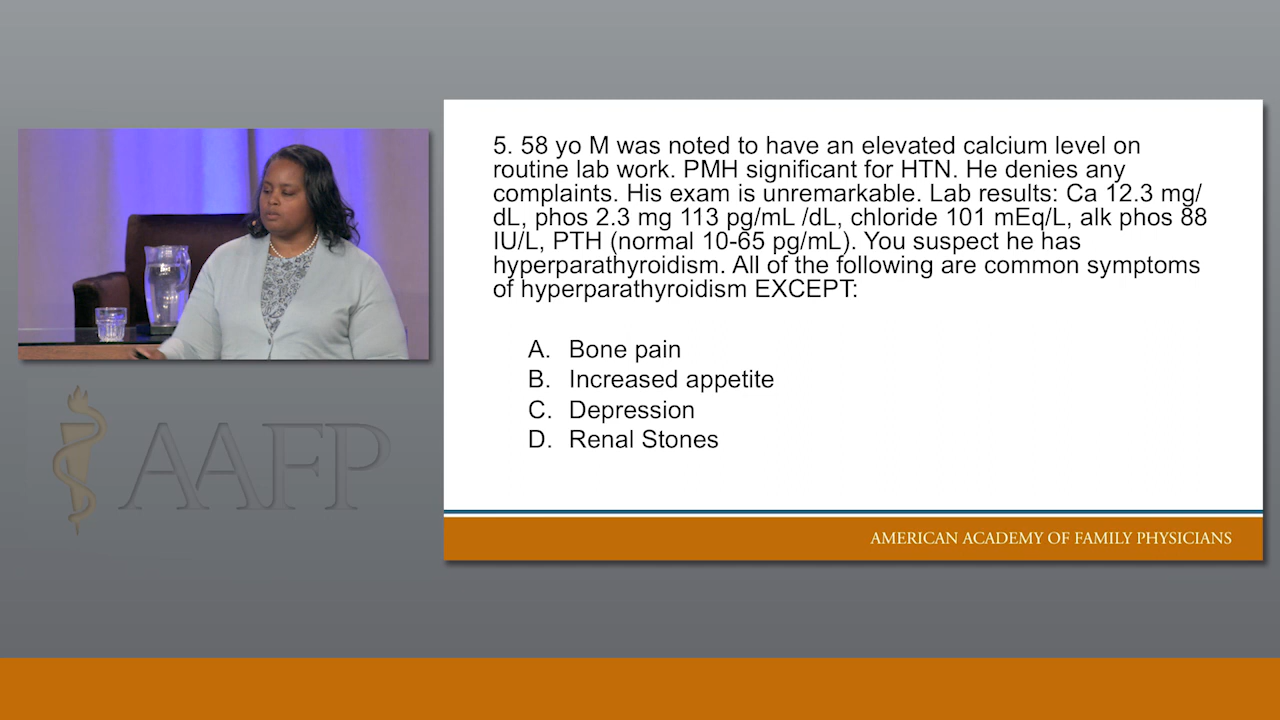 5. 58 yo M was noted to have an elevated calcium level on
routine lab work. PMH significant for HTN. He denies any
complaints. His exam is unremarkable. Lab results: Ca 12.3 mg/
dL, phos 2.3 mg 113 pg/mL /dL, chloride 101 mEq/L, alk phos 88
IU/L, PTH (normal 10-65 pg/mL). You suspect he has
hyperparathyroidism. All of the following are common symptoms
of hyperparathyroidism EXCEPT:
A. Bone pain
B. Increased appetite
C. Depression
D. Renal Stones
AAFP
AMERICAN ACADEMY OF FAMILY PHYSICIANS